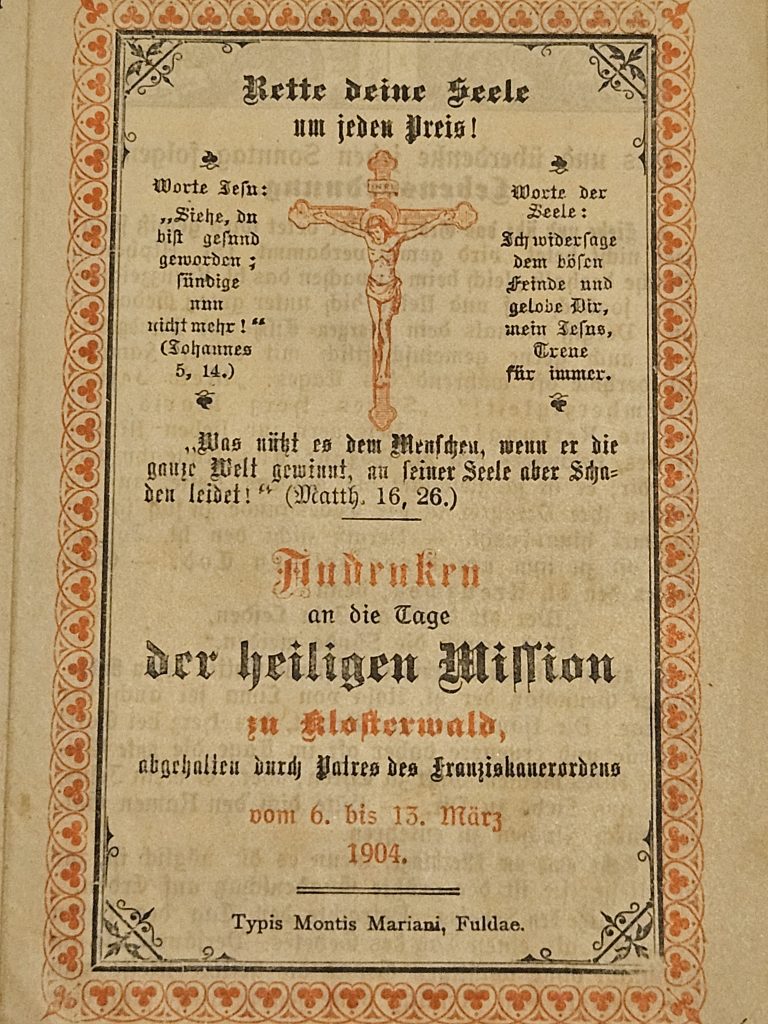 Rette deine Seele
um jeden Preis!
Worte Jesu:
„Siehe, du
bist gesund
geworden;
sündige
nun
nicht mehr!“
(Johannes
5, 14.)
Worte der
Seele:
Ich widersage
dem bösen
Feinde und
gelobe Dir,
mein Jesus,
Treue
für immer.
„Was nützt es dem Menschen, wenn er die
ganze Welt gewinnt, an seiner Seele aber Scha=
den leidet!“ (Matth. 16, 26.)
Andenken
an die Tage
der heiligen Mission
zu Klosterwald,
abgehalten durch Patres des Franziskanerordens
vom 6. bis 13. März
1904.
Typis Montis Mariani, Fuldae.